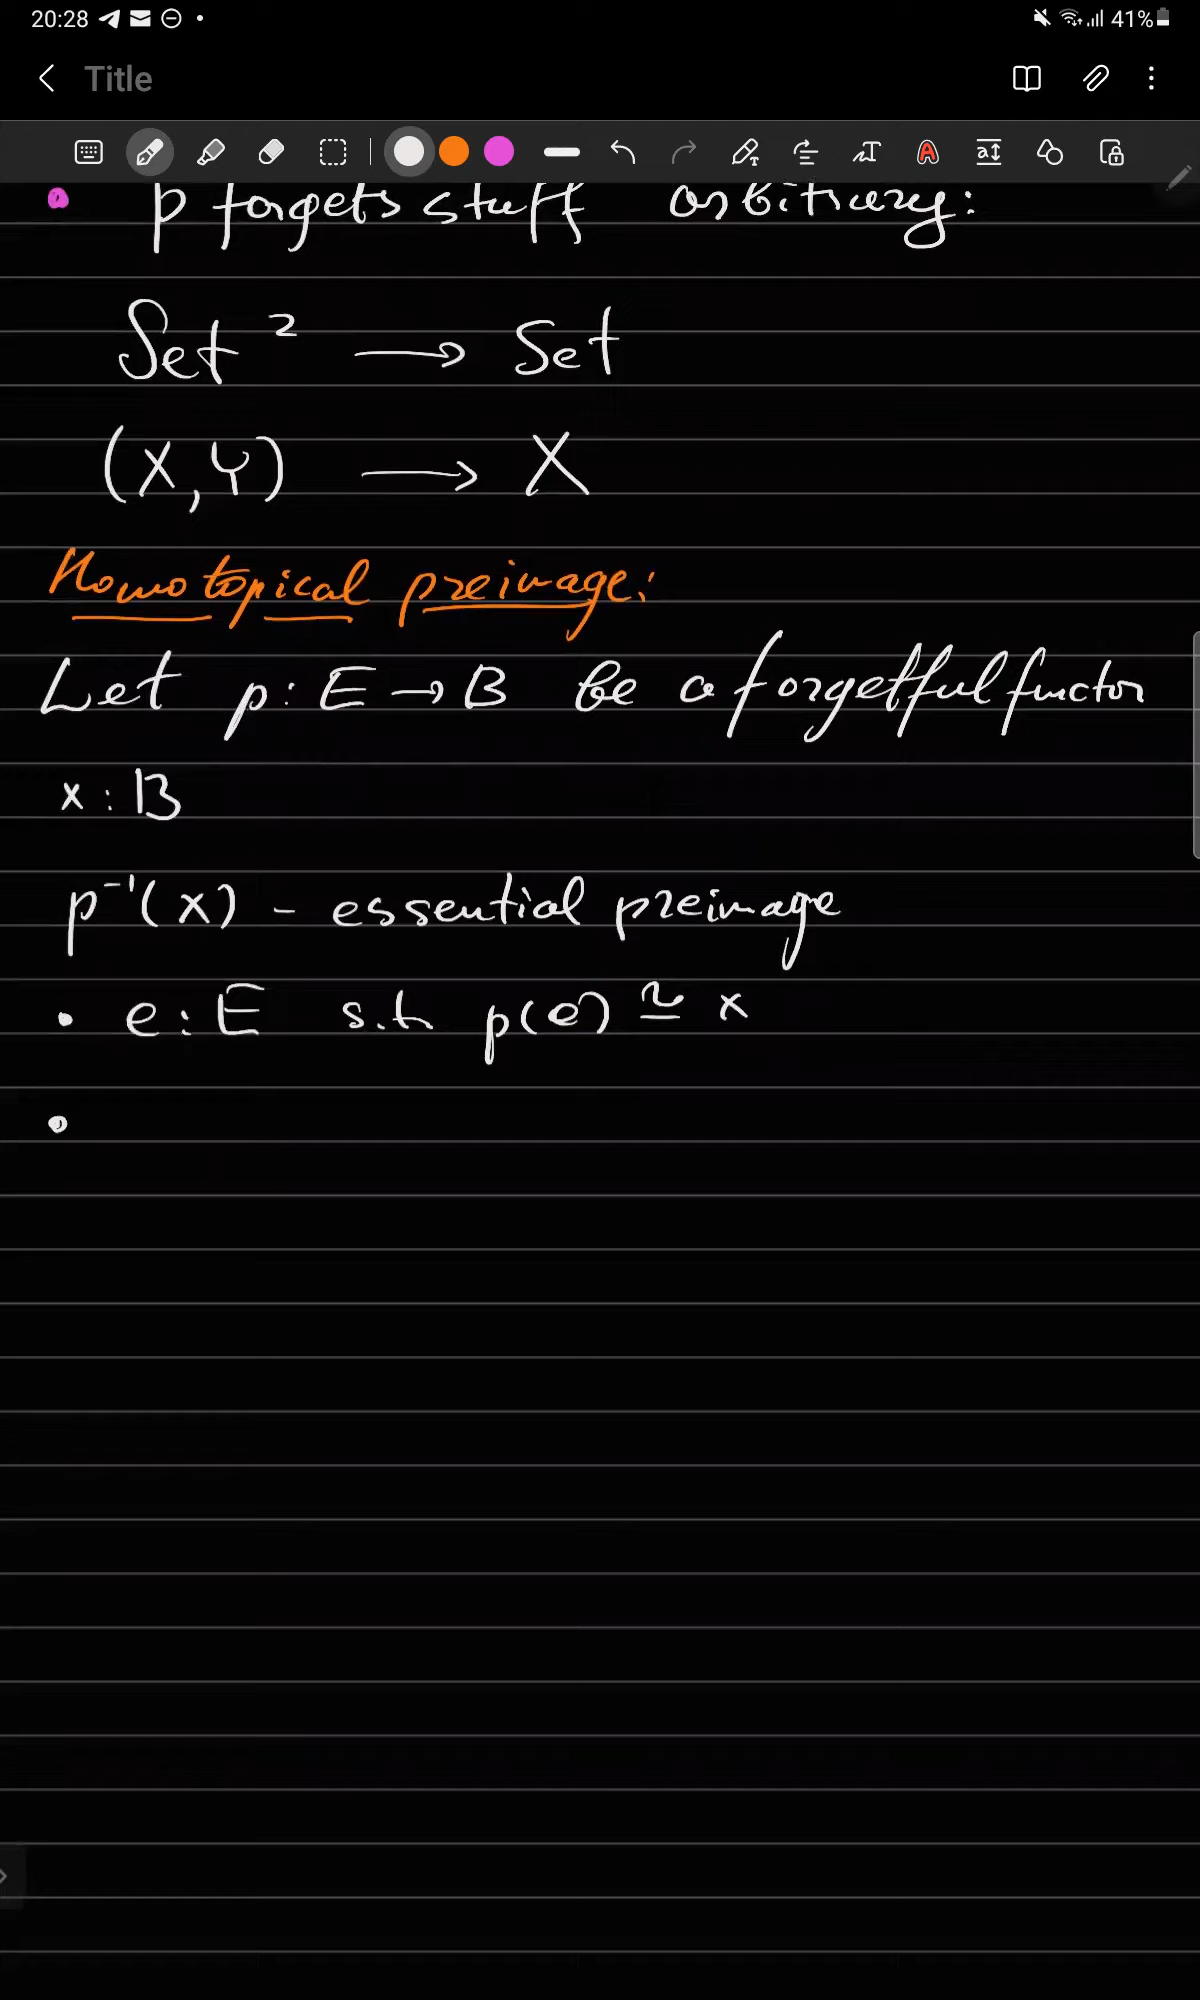 20:28
41%
Title
p forgets stuff arbitrary:
Set² → Set
(X,Y) → X
Homotopical preimage:
Let p : E → B be a forgetful functor
x : B
p⁻¹(x) - essential preimage
• e : E s.t. p(e) ≃ x
•